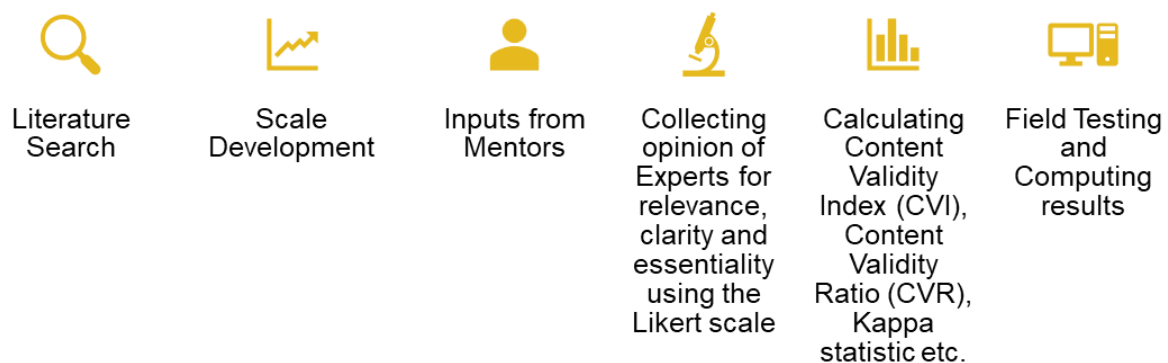 Literature
Search
Scale
Development
Inputs from
Mentors
Collecting
opinion of
Experts for
relevance,
clarity and
essentiality
using the
Likert scale
Calculating
Content
Validity
Index (CVI),
Content
Validity
Ratio (CVR),
Kappa
statistic etc.
Field Testing
and
Computing
results